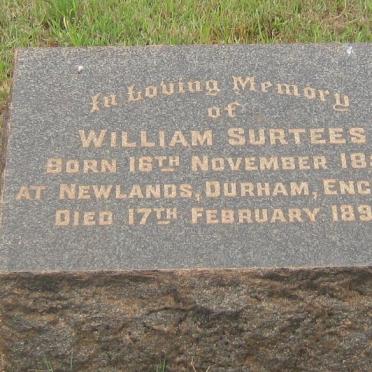 In Loving Memory
of
WILLIAM SURTEES
BORN 16TH NOVEMBER
AT NEWLANDS, DURHAM,
DIED 17TH FEBRUARY